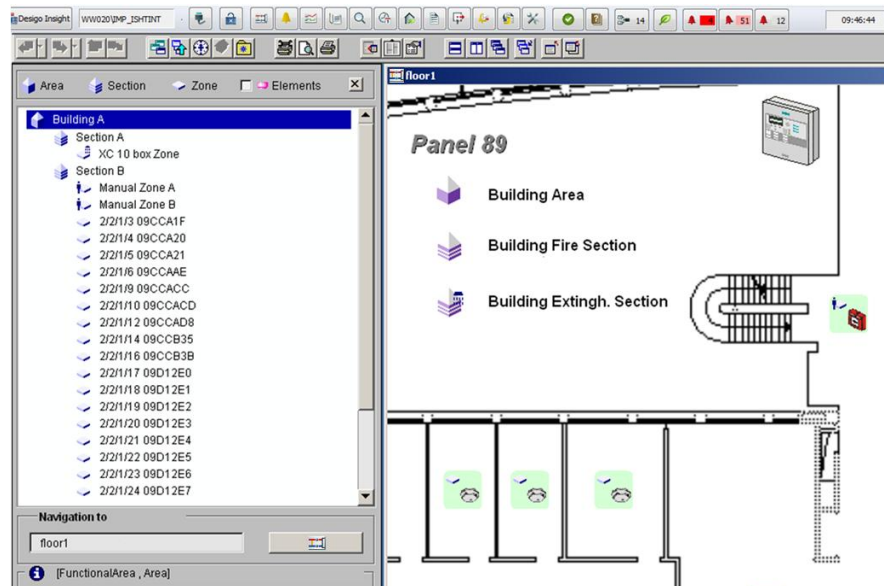 Desigo Insight WW020\IMP_ISHTINT 14 51 12 09:46:44
floor1
Area Section Zone Elements
Building A
Section A
XC 10 box Zone
Section B
Manual Zone A
Manual Zone B
2/2/1/3 09CCA1F
2/2/1/4 09CCA20
2/2/1/5 09CCA21
2/2/1/6 09CCAAE
2/2/1/9 09CCACC
2/2/1/10 09CCACD
2/2/1/12 09CCAD8
2/2/1/14 09CCB35
2/2/1/16 09CCB3B
2/2/1/17 09D12E0
2/2/1/18 09D12E1
2/2/1/19 09D12E2
2/2/1/20 09D12E3
2/2/1/21 09D12E4
2/2/1/22 09D12E5
2/2/1/23 09D12E6
2/2/1/24 09D12E7
Navigation to
floor1
[FunctionalArea , Area]
Panel 89
Building Area
Building Fire Section
Building Extingh. Section